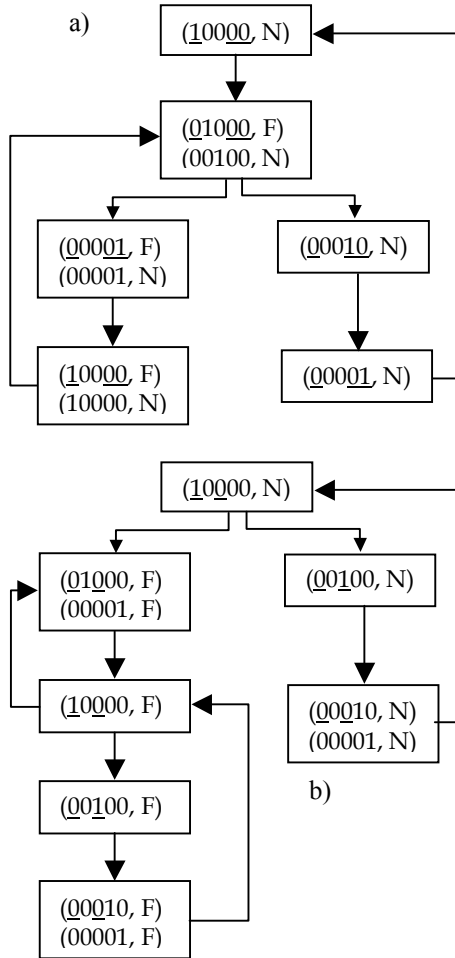 a)
(10000, N)
(01000, F)
(00100, N)
(00001, F)
(00001, N)
(00010, N)
(10000, F)
(10000, N)
(00001, N)
(10000, N)
(01000, F)
(00001, F)
(00100, N)
(10000, F)
(00010, N)
(00001, N)
(00100, F)
b)
(00010, F)
(00001, F)